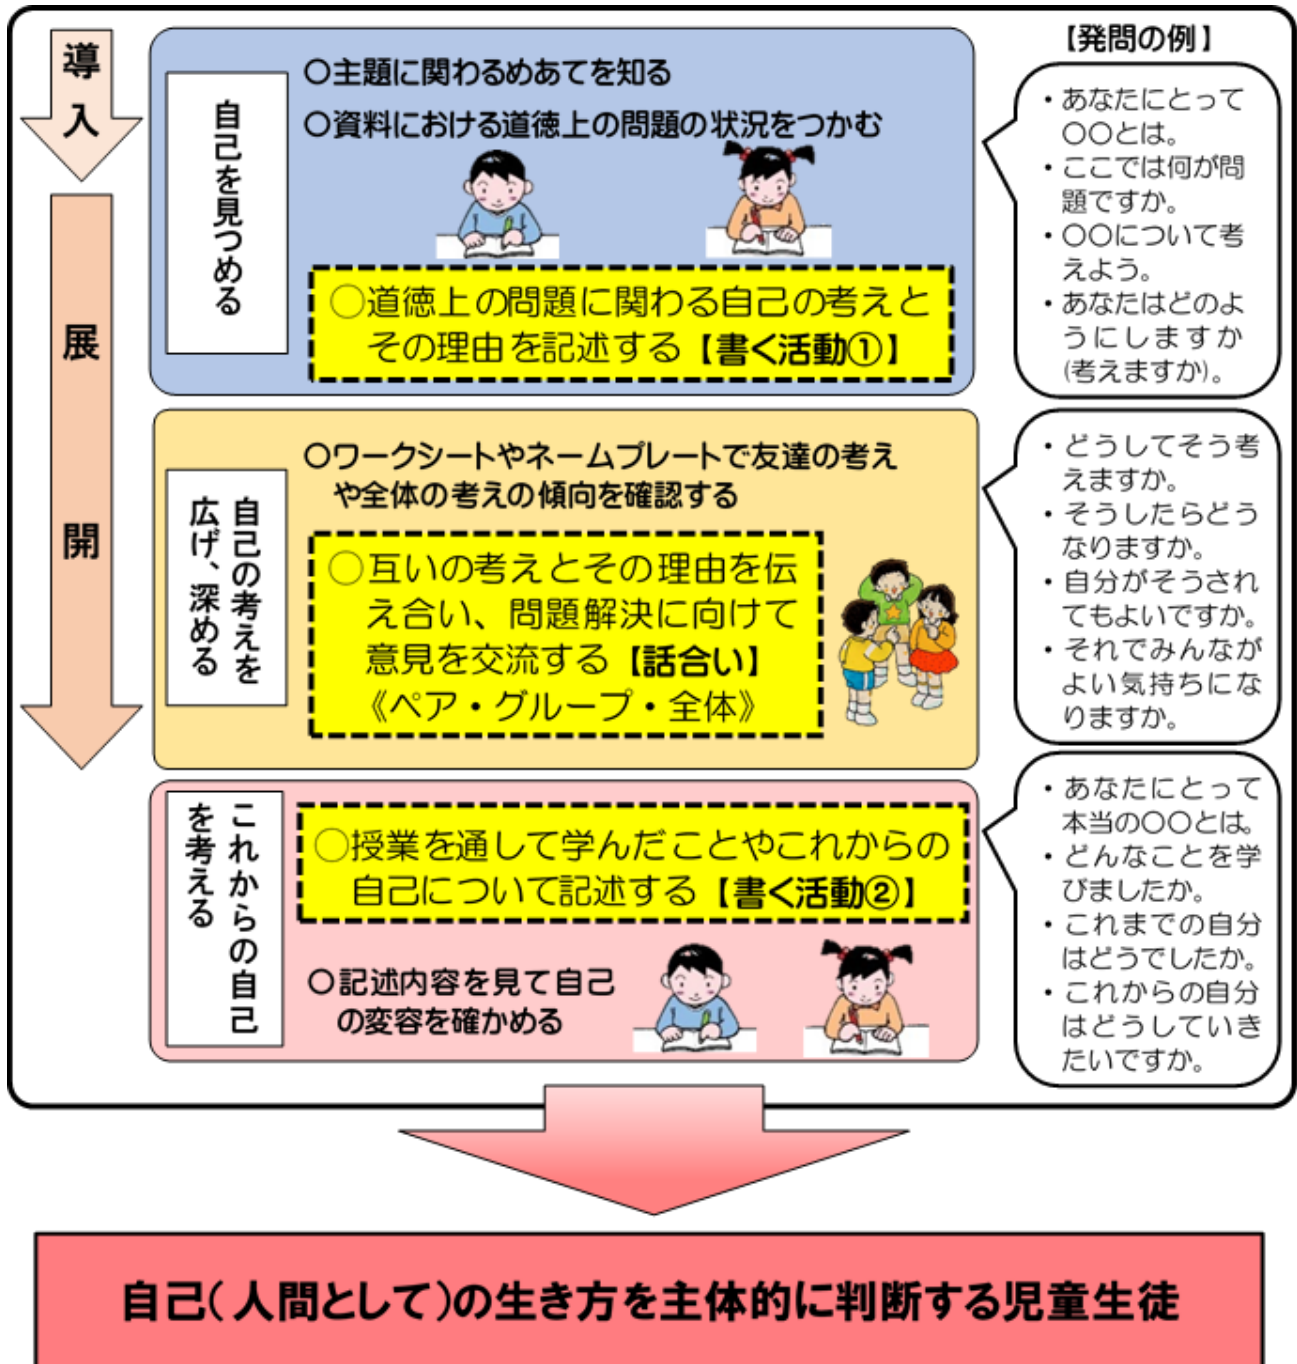 導入
展開
自己を見つめる
〇主題に関わるめあてを知る
〇資料における道徳上の問題の状況をつかむ
〇道徳上の問題に関わる自己の考えと
その理由を記述する【書く活動①】
【発問の例】
・あなたにとって
〇〇とは。
・ここでは何が問
題ですか。
・〇〇について考
えよう。
・あなたはどのよ
うにしますか
(考えますか)。
自己の考えを
広げ、深める
〇ワークシートやネームプレートで友達の考え
や全体の考えの傾向を確認する
〇互いの考えとその理由を伝
え合い、問題解決に向けて
意見を交流する【話合い】
《ペア・グループ・全体》
・どうしてそう考
えますか。
・そうしたらどう
なりますか。
・自分がそうされ
てもよいですか。
・それでみんなが
よい気持ちにな
りますか。
これからの自己
を考える
〇授業を通して学んだことやこれからの
自己について記述する【書く活動②】
〇記述内容を見て自己
の変容を確かめる
・あなたにとって
本当の〇〇とは。
・どんなことを学
びましたか。
・これまでの自分
はどうでしたか。
・これからの自分
はどうしていき
たいですか。
自己(人間として)の生き方を主体的に判断する児童生徒